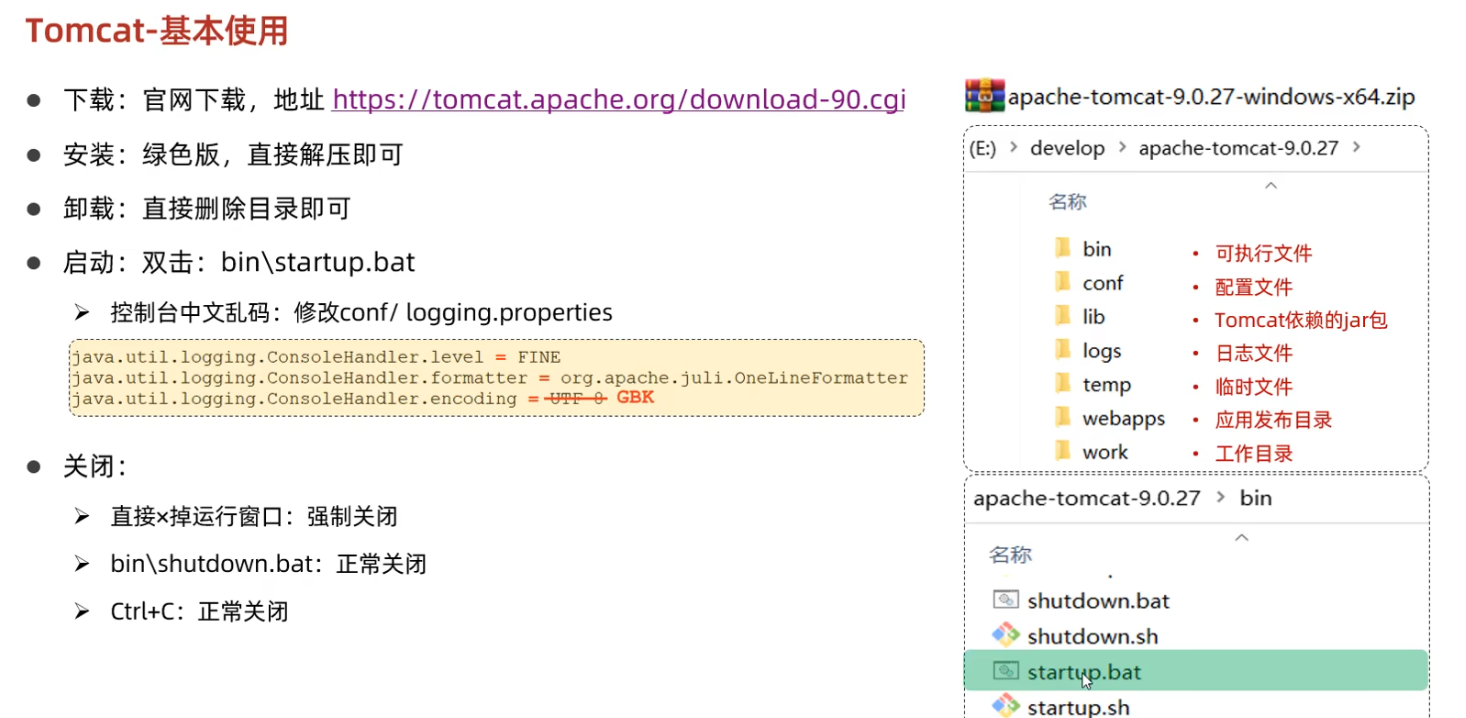 Tomcat-基本使用
● 下载：官网下载，地址 https://tomcat.apache.org/download-90.cgi
● 安装：绿色版，直接解压即可
● 卸载：直接删除目录即可
● 启动：双击：bin\startup.bat
➢ 控制台中文乱码：修改conf/ logging.properties
java.util.logging.ConsoleHandler.level = FINE
java.util.logging.ConsoleHandler.formatter = org.apache.juli.OneLineFormatter
java.util.logging.ConsoleHandler.encoding = UTF-8 GBK
● 关闭：
➢ 直接×掉运行窗口：强制关闭
➢ bin\shutdown.bat：正常关闭
➢ Ctrl+C：正常关闭
apache-tomcat-9.0.27-windows-x64.zip
(E:) > develop > apache-tomcat-9.0.27 >
名称
bin • 可执行文件
conf • 配置文件
lib • Tomcat依赖的jar包
logs • 日志文件
temp • 临时文件
webapps • 应用发布目录
work • 工作目录
apache-tomcat-9.0.27 > bin
名称
shutdown.bat
shutdown.sh
startup.bat
startup.sh